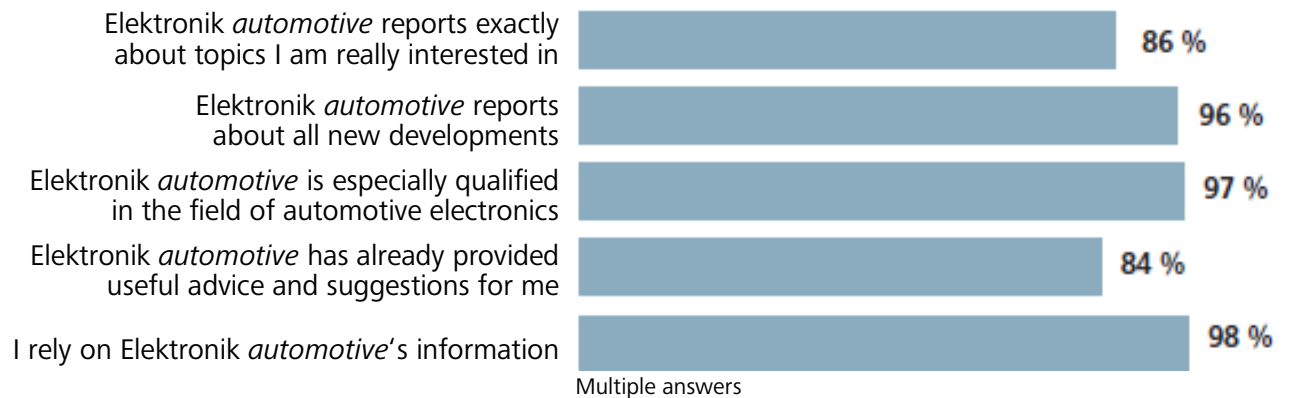 Elektronik automotive reports exactly
about topics I am really interested in
86 %
Elektronik automotive reports
about all new developments
96 %
Elektronik automotive is especially qualified
in the field of automotive electronics
97 %
Elektronik automotive has already provided
useful advice and suggestions for me
84 %
I rely on Elektronik automotive‘s information
98 %
Multiple answers